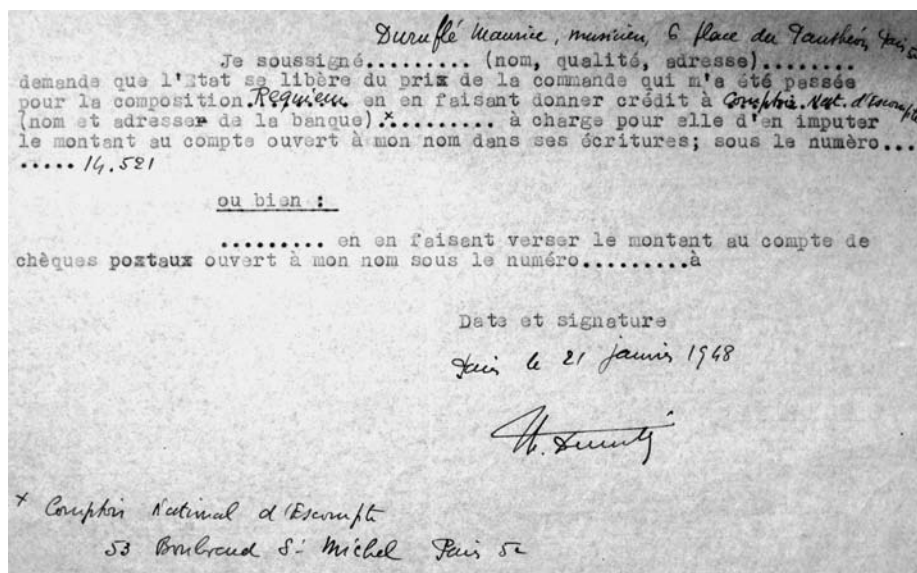 Duruflé Maurice, musicien, 6 place du Panthéon, Paris
Je soussigné......... (nom, qualité, adresse)........
demande que l'Etat se libère du prix de la commande qui m'a été passée
pour la composition Requiem en en faisant donner crédit à Comptoir. Nat. d'Escompte
(nom et adresser de la banque).x......... à charge pour elle d'en imputer
le montant au compte ouvert à mon nom dans ses écritures; sous le numèro...
..... 14.521
ou bien :
......... en en faisant verser le montant au compte de
chèques postaux ouvert à mon nom sous le numéro.........à
Date et signature
Paris le 21 janvier 1948
M. Duruflé
x Comptoir National d'Escompte
53 Boulevard St Michel Paris 5e